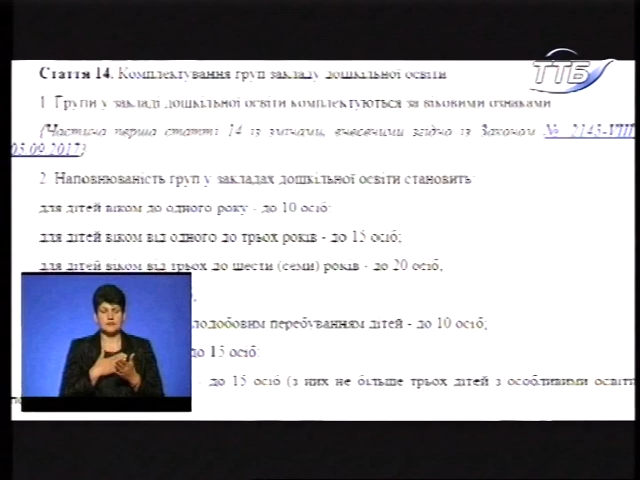 ТТБ
Стаття 14. Комплектування груп закладу дошкільної освіти
1. Групи у закладі дошкільної освіти комплектуються за віковими ознаками.
{Частина перша статті 14 із змінами, внесеними згідно із Законом № 2145-VIII
05.09.2017}
2. Наповнюваність груп у закладах дошкільної освіти становить:
для дітей віком до одного року - до 10 осіб;
для дітей віком від одного до трьох років - до 15 осіб;
для дітей віком від трьох до шести (семи) років - до 20 осіб,
лодобовим перебуванням дітей - до 10 осіб;
до 15 осіб;
- до 15 осіб (з них не більше трьох дітей з особливими освітн